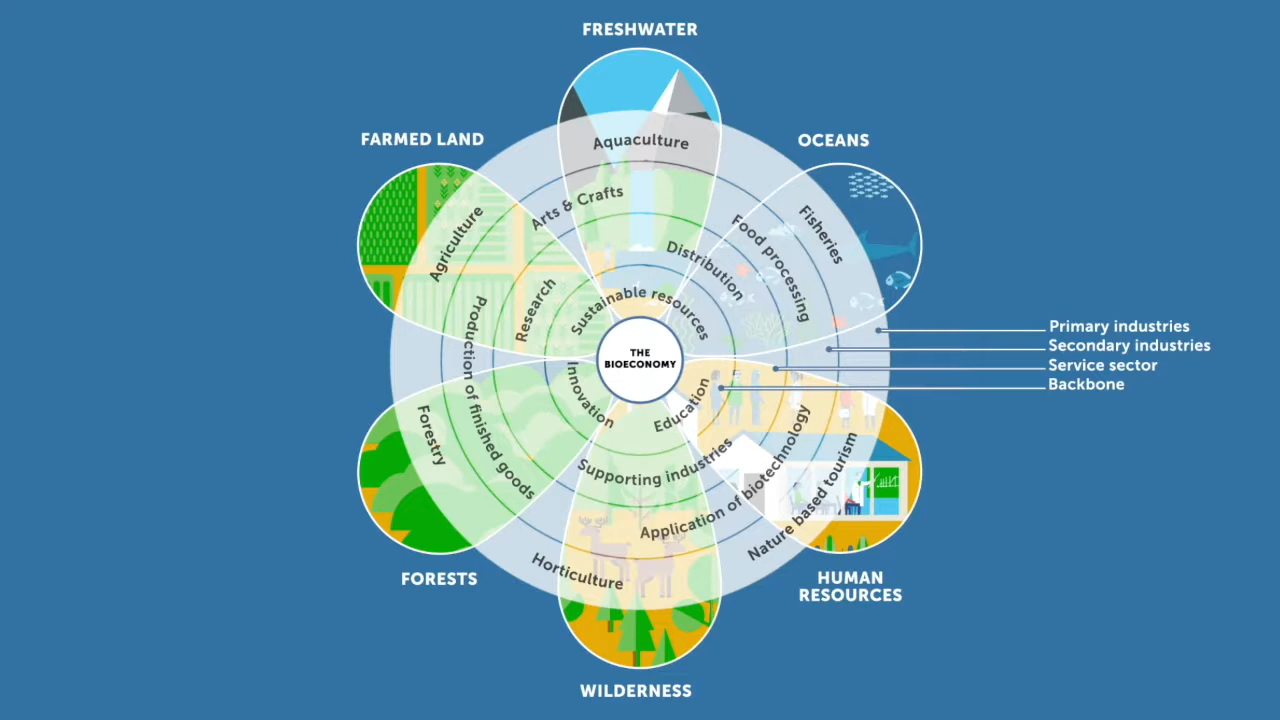 FRESHWATER
FARMED LAND
OCEANS
Aquaculture
Arts & Crafts
Agriculture
Fisheries
Food processing
Distribution
Research
Sustainable resources
Production of finished goods
THE
BIOECONOMY
Primary industries
Secondary industries
Service sector
Backbone
Innovation
Education
Forestry
Supporting industries
Application of biotechnology
Nature based tourism
Horticulture
FORESTS
HUMAN
RESOURCES
WILDERNESS